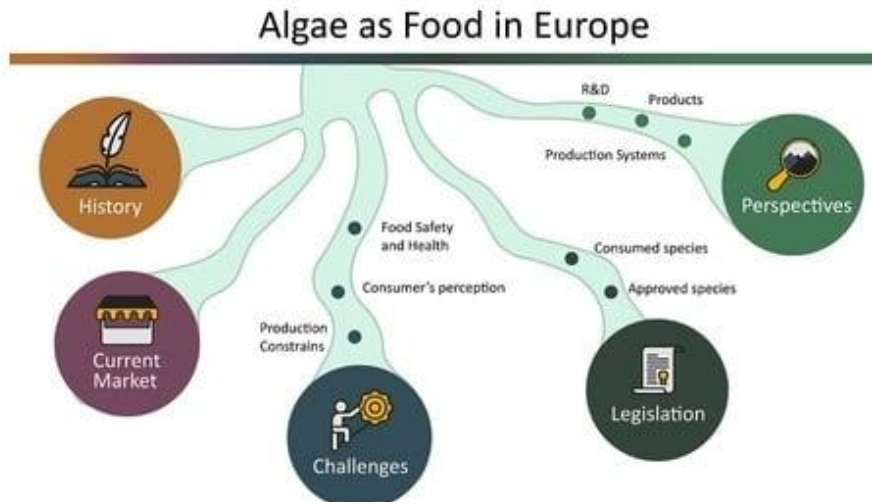 Algae as Food in Europe
R&D
Products
Production Systems
History
Perspectives
Food Safety
and Health
Consumed species
Consumer's perception
Approved species
Production
Constrains
Current
Market
Legislation
Challenges